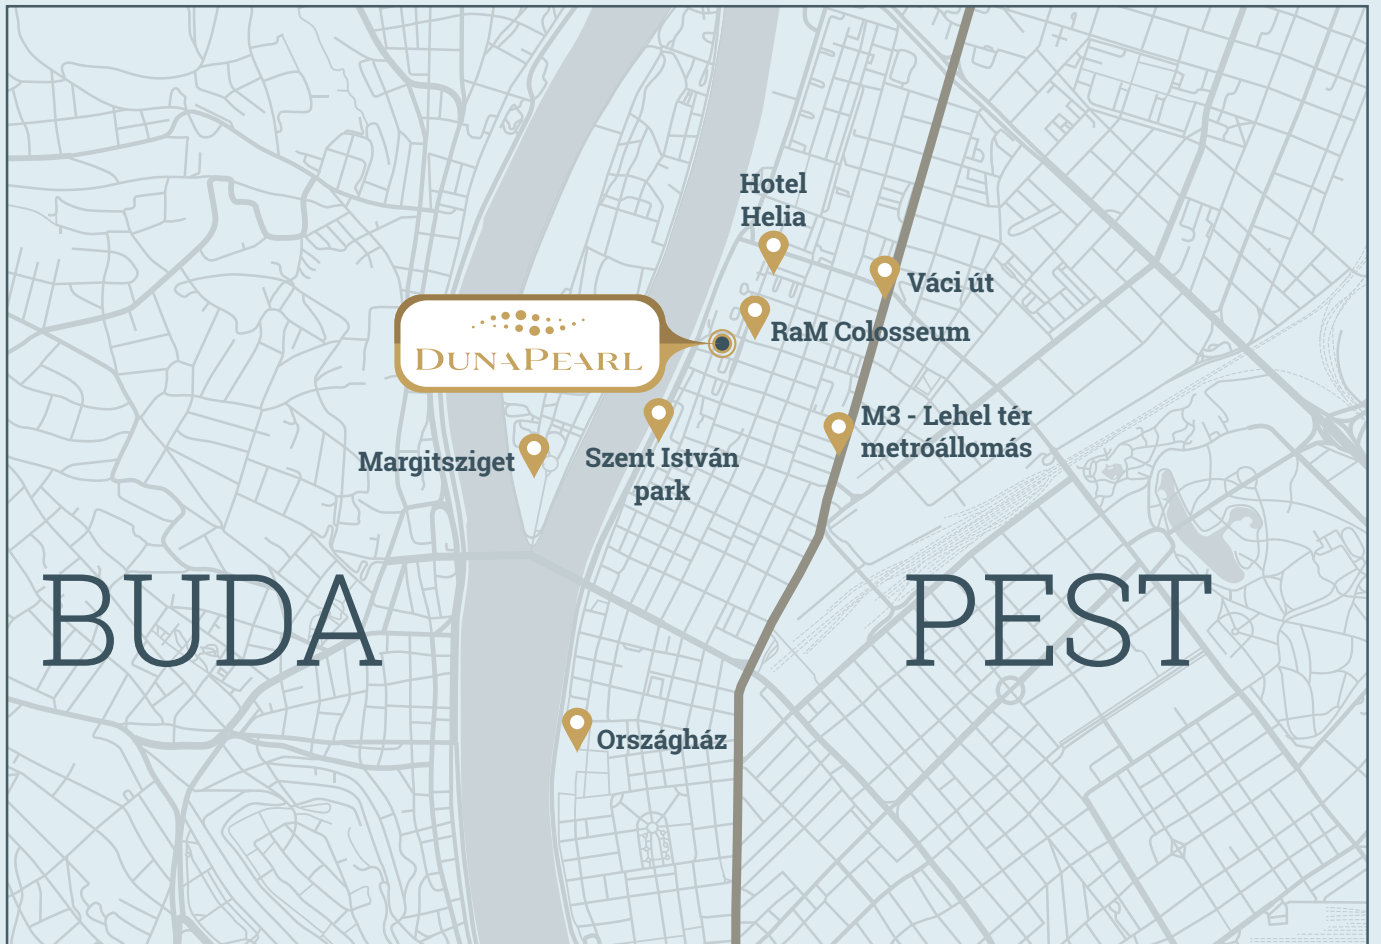 Hotel
Helia
Váci út
RaM Colosseum
DUNAPEARL
M3 - Lehel tér
metróállomás
Margitsziget
Szent István
park
BUDA
PEST
Országház